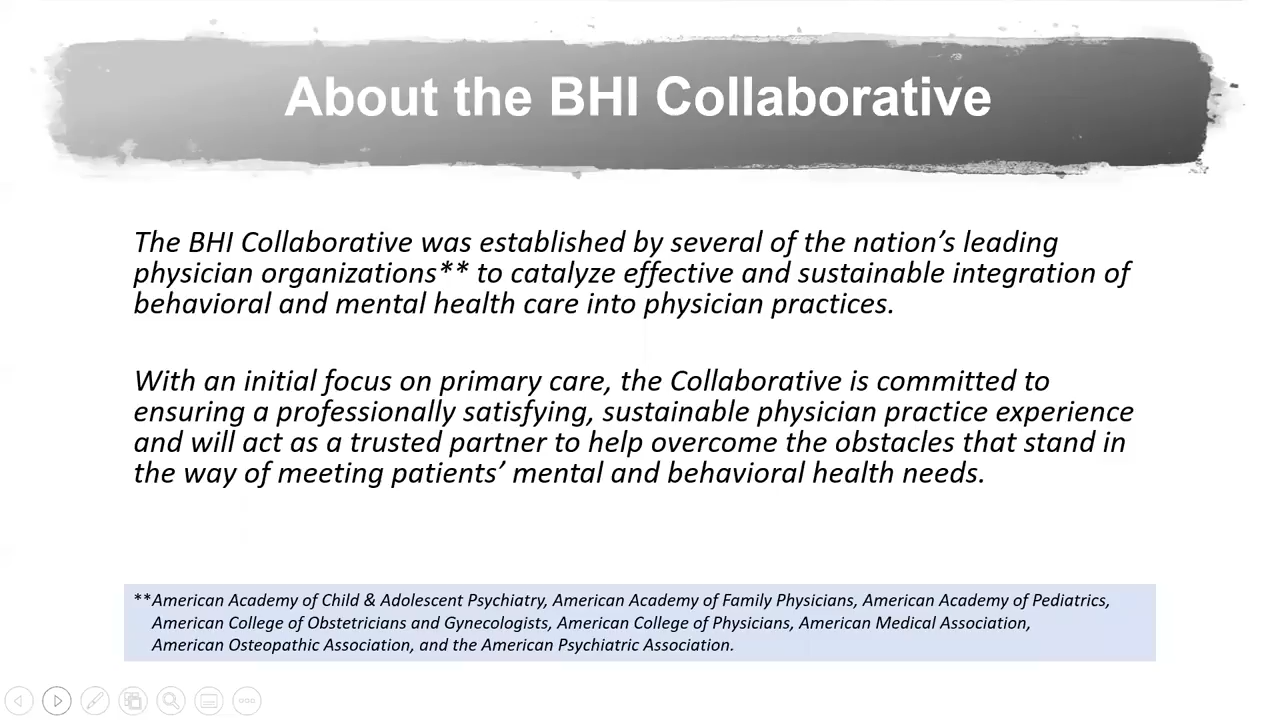 About the BHI Collaborative
The BHI Collaborative was established by several of the nation’s leading
physician organizations** to catalyze effective and sustainable integration of
behavioral and mental health care into physician practices.
With an initial focus on primary care, the Collaborative is committed to
ensuring a professionally satisfying, sustainable physician practice experience
and will act as a trusted partner to help overcome the obstacles that stand in
the way of meeting patients’ mental and behavioral health needs.
**American Academy of Child & Adolescent Psychiatry, American Academy of Family Physicians, American Academy of Pediatrics,
American College of Obstetricians and Gynecologists, American College of Physicians, American Medical Association,
American Osteopathic Association, and the American Psychiatric Association.